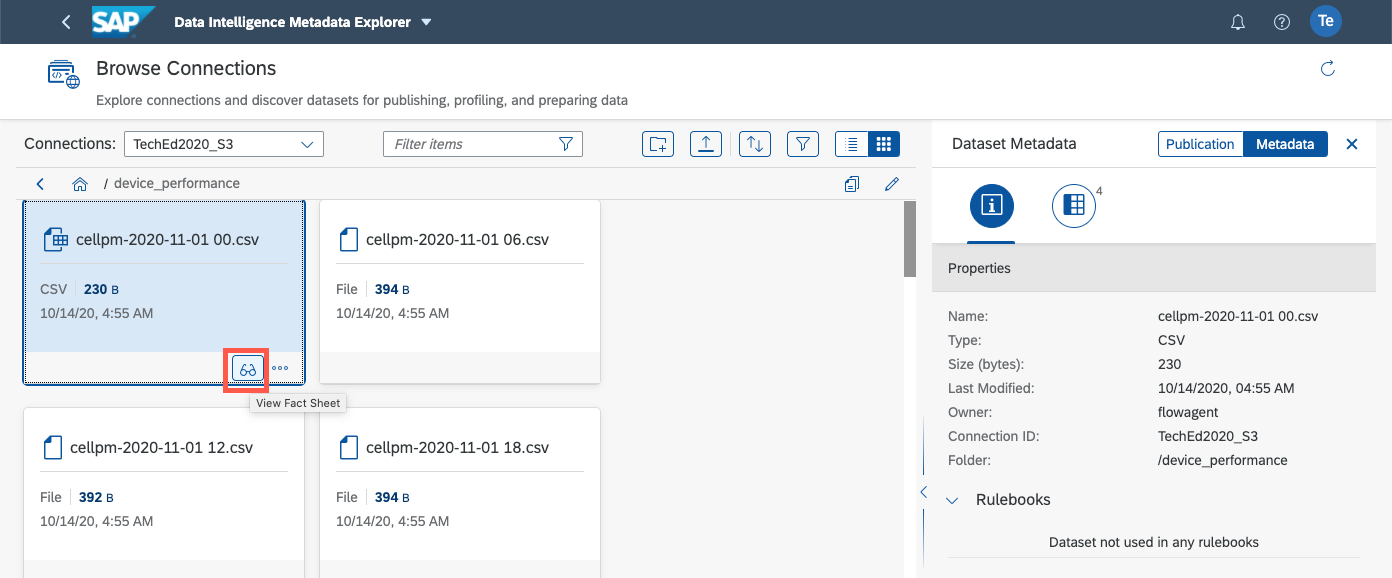 SAP Data Intelligence Metadata Explorer
Te
Browse Connections
Explore connections and discover datasets for publishing, profiling, and preparing data
Connections: TechEd2020_S3
Filter items
/ device_performance
cellpm-2020-11-01 00.csv
CSV 230 B
10/14/20, 4:55 AM
View Fact Sheet
cellpm-2020-11-01 06.csv
File 394 B
10/14/20, 4:55 AM
cellpm-2020-11-01 12.csv
File 392 B
10/14/20, 4:55 AM
cellpm-2020-11-01 18.csv
File 394 B
10/14/20, 4:55 AM
Dataset Metadata
Publication Metadata
4
Properties
Name: cellpm-2020-11-01 00.csv
Type: CSV
Size (bytes): 230
Last Modified: 10/14/2020, 04:55 AM
Owner: flowagent
Connection ID: TechEd2020_S3
Folder: /device_performance
Rulebooks
Dataset not used in any rulebooks